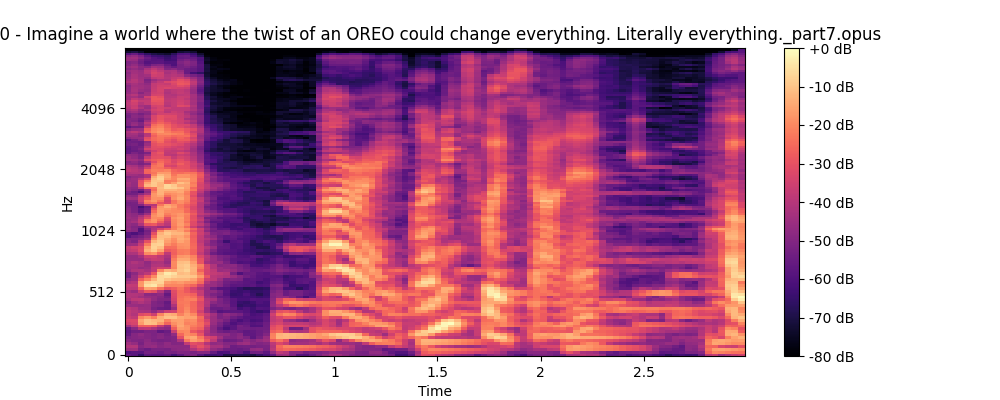 0 - Imagine a world where the twist of an OREO could change everything. Literally everything._part7.opus
+0 dB
4096
-10 dB
-20 dB
2048
-30 dB
Hz
1024
-40 dB
-50 dB
512
-60 dB
-70 dB
0
-80 dB
0 0.5 1 1.5 2 2.5
Time